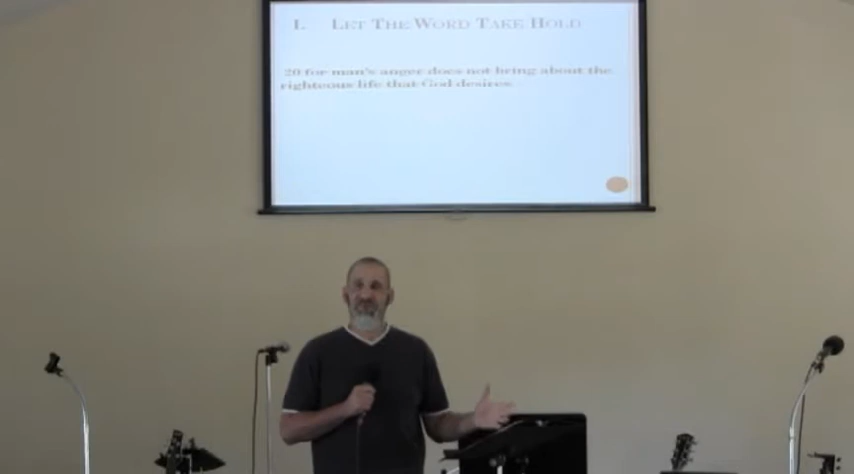 I. LET THE WORD TAKE HOLD
20 for man's anger does not bring about the
righteous life that God desires.